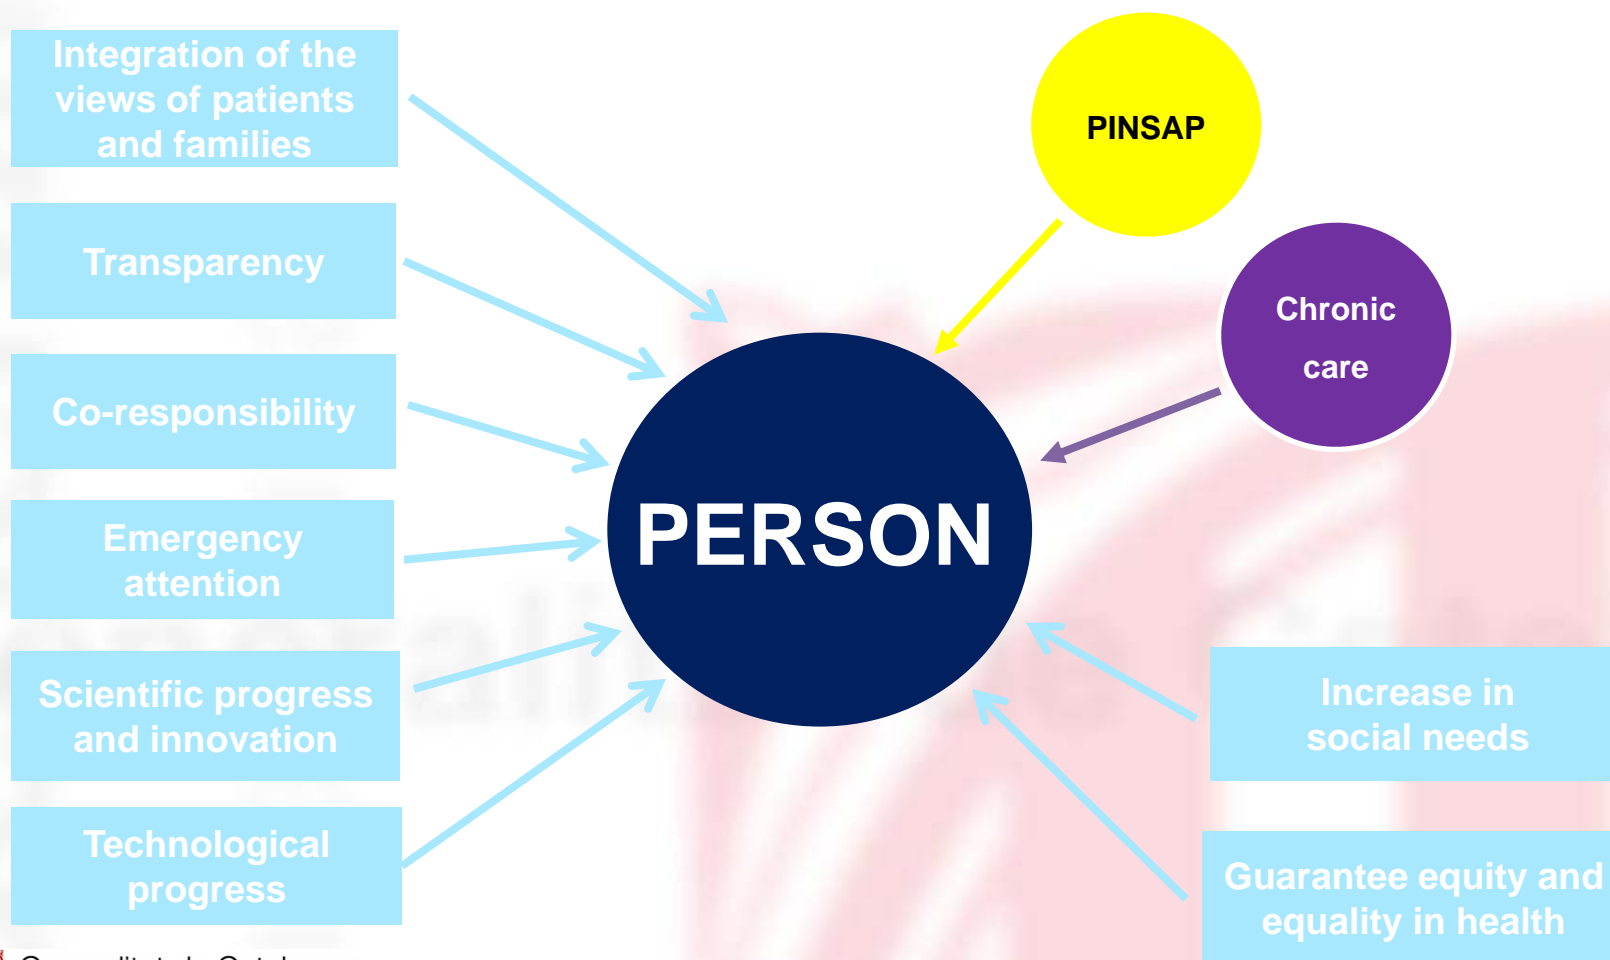 Integration of the
views of patients
and families
PINSAP
Transparency
Chronic
care
Co-responsibility
PERSON
Emergency
attention
Scientific progress
and innovation
Increase in
social needs
Technological
progress
Guarantee equity and
equality in health